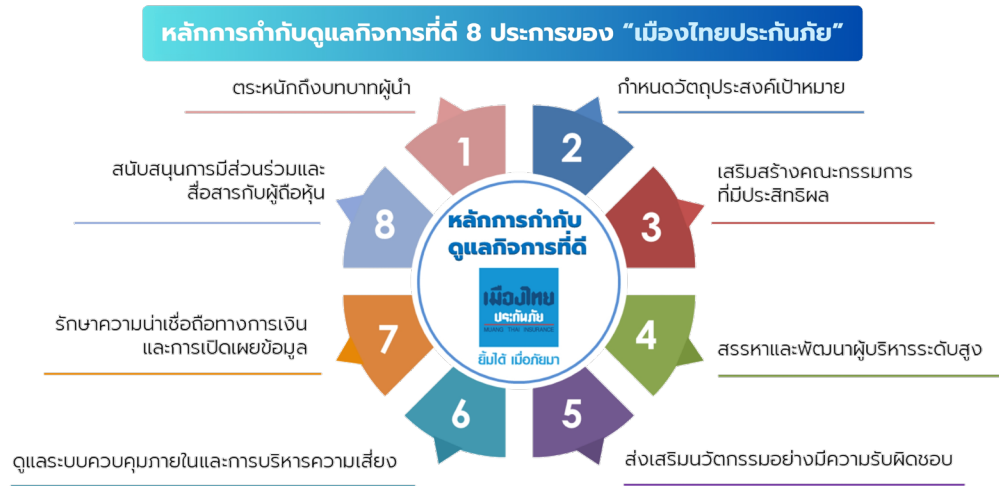 หลักการกำกับดูแลกิจการที่ดี 8 ประการของ “เมืองไทยประกันภัย”
ตระหนักถึงบทบาทผู้นำ
1
กำหนดวัตถุประสงค์เป้าหมาย
2
เสริมสร้างคณะกรรมการ
ที่มีประสิทธิผล
3
สรรหาและพัฒนาผู้บริหารระดับสูง
4
ส่งเสริมนวัตกรรมอย่างมีความรับผิดชอบ
5
ดูแลระบบควบคุมภายในและการบริหารความเสี่ยง
6
รักษาความน่าเชื่อถือทางการเงิน
และการเปิดเผยข้อมูล
7
สนับสนุนการมีส่วนร่วมและ
สื่อสารกับผู้ถือหุ้น
8
หลักการกำกับ
ดูแลกิจการที่ดี
เมืองไทย
ประกันภัย
MUANG THAI INSURANCE
ยิ้มได้ เมื่อภัยมา